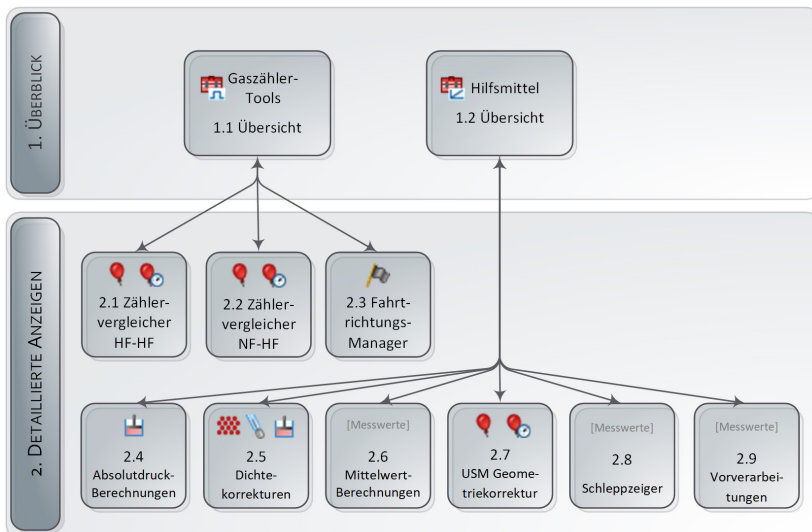 1. ÜBERBLICK
Gaszähler-
Tools
1.1 Übersicht
Hilfsmittel
1.2 Übersicht
2. DETAILLIERTE ANZEIGEN
2.1 Zähler-
vergleicher
HF-HF
2.2 Zähler-
vergleicher
NF-HF
2.3 Fahrt-
richtungs-
Manager
2.4
Absolutdruck-
Berechnungen
2.5
Dichte-
korrekturen
[Messwerte]
2.6
Mittelwert-
Berechnungen
2.7
USM Geome-
triekorrektur
[Messwerte]
2.8
Schleppzeiger
[Messwerte]
2.9
Vorverarbei-
tungen